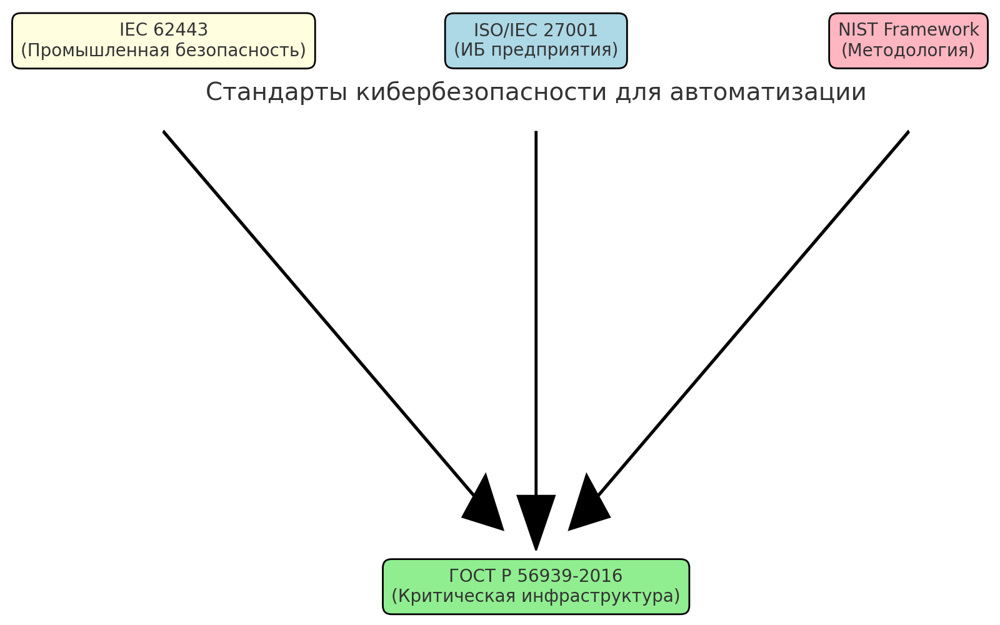 IEC 62443
(Промышленная безопасность)
ISO/IEC 27001
(ИБ предприятия)
NIST Framework
(Методология)
Стандарты кибербезопасности для автоматизации
ГОСТ Р 56939-2016
(Критическая инфраструктура)